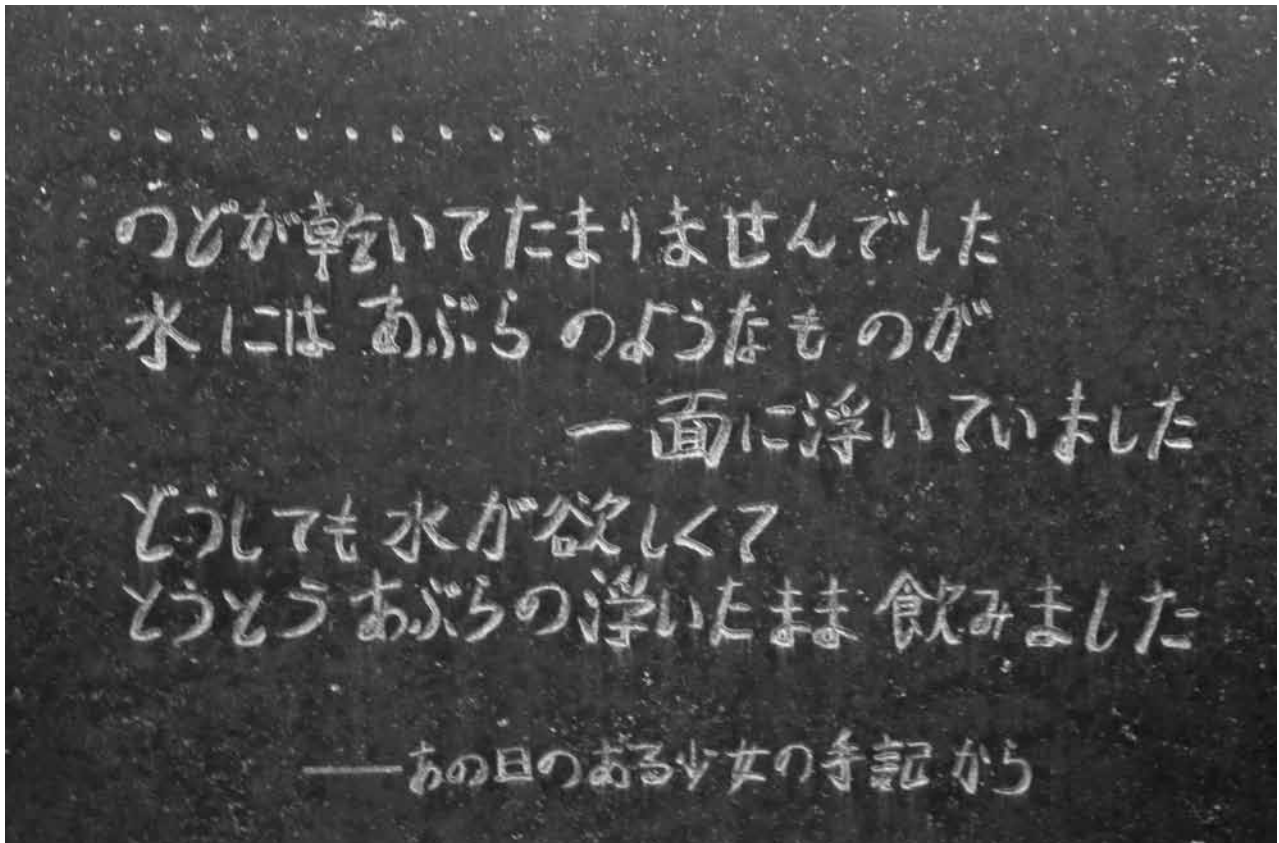 ・・・・・・・・・・
のどが乾いてたまりませんでした
水には あぶら のようなものが
一面に浮いていました
どうしても水が欲しくて
とうとうあぶらの浮いたまま 飲みました
——あの日のある少女の手記から